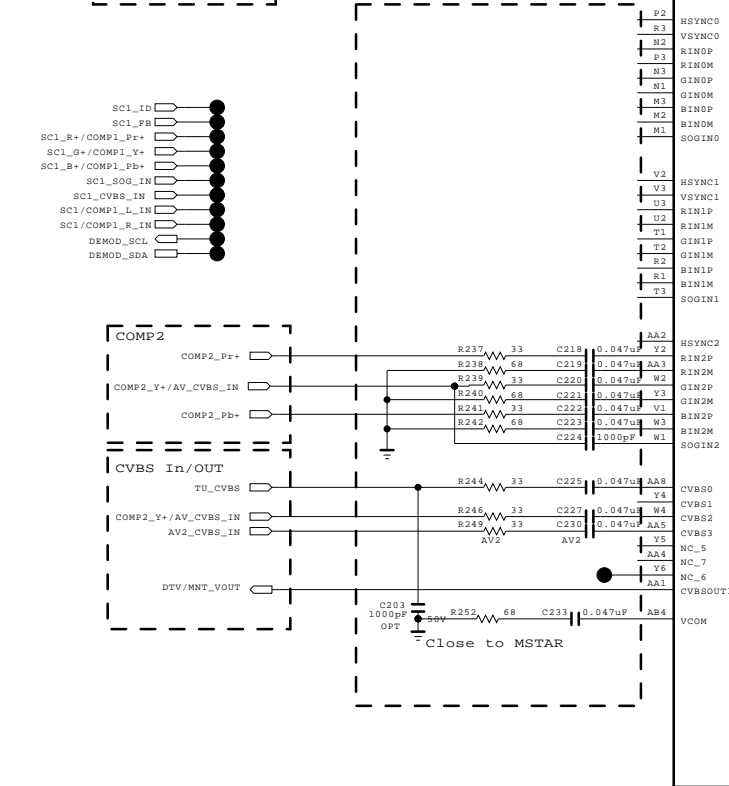 P2 HSYNC0
R3 VSYNC0
N2 RIN0P
P3 RIN0M
N3 GIN0P
N1 GIN0M
M3 BIN0P
M2 BIN0M
M1 SOGIN0
SC1_ID
SC1_FB
SC1_R+/COMP1_Pr+
SC1_G+/COMP1_Y+
SC1_B+/COMP1_Pb+
SC1_SOG_IN
SC1_CVBS_IN
SC1/COMP1_L_IN
SC1/COMP1_R_IN
DEMOD_SCL
DEMOD_SDA
V2 HSYNC1
V3 VSYNC1
U3 RIN1P
U2 RIN1M
T1 GIN1P
T2 GIN1M
R2 BIN1P
R1 BIN1M
T3 SOGIN1
COMP2
AA2 HSYNC2
COMP2_Pr+ R237 33 C218 0.047uF Y2 RIN2P
R238 68 C219 0.047uF AA3 RIN2M
COMP2_Y+/AV_CVBS_IN R239 33 C220 0.047uF W2 GIN2P
R240 68 C221 0.047uF Y3 GIN2M
COMP2_Pb+ R241 33 C222 0.047uF V1 BIN2P
R242 68 C223 0.047uF W3 BIN2M
C224 1000pF W1 SOGIN2
CVBS In/OUT
TU_CVBS R244 33 C225 0.047uF AA8 CVBS0
Y4 CVBS1
COMP2_Y+/AV_CVBS_IN R246 33 C227 0.047uF W4 CVBS2
AV2_CVBS_IN R249 33 C230 0.047uF AA5 CVBS3
AV2 AV2
Y5 NC_5
AA4 NC_7
Y6 NC_6
DTV/MNT_VOUT AA1 CVBSOUT1
C203
1000pF
50V
OPT
R252 68 C233 0.047uF AB4 VCOM
Close to MSTAR